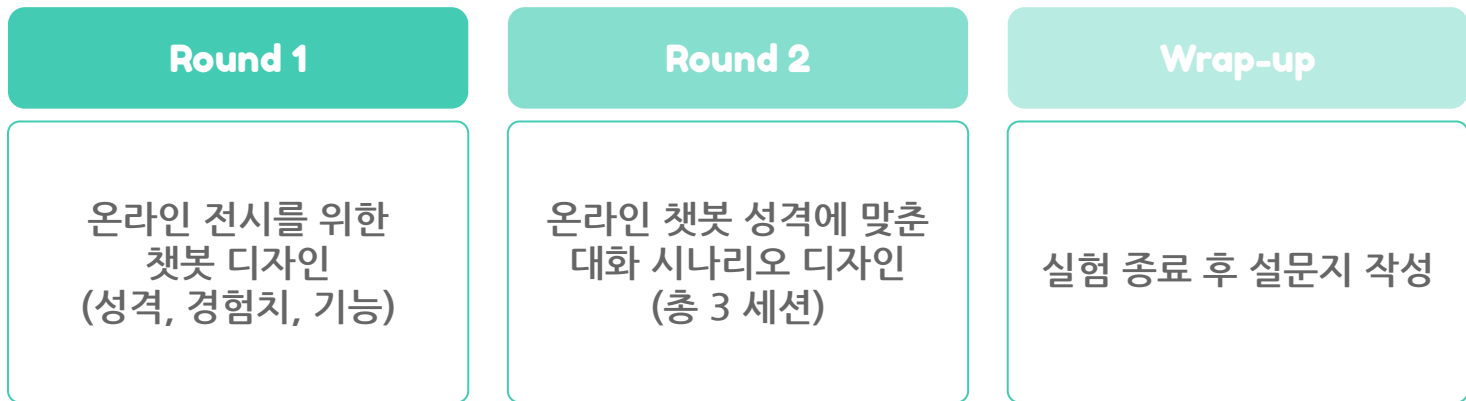 Round 1
온라인 전시를 위한
챗봇 디자인
(성격, 경험치, 기능)
Round 2
온라인 챗봇 성격에 맞춘
대화 시나리오 디자인
(총 3 세션)
Wrap-up
실험 종료 후 설문지 작성